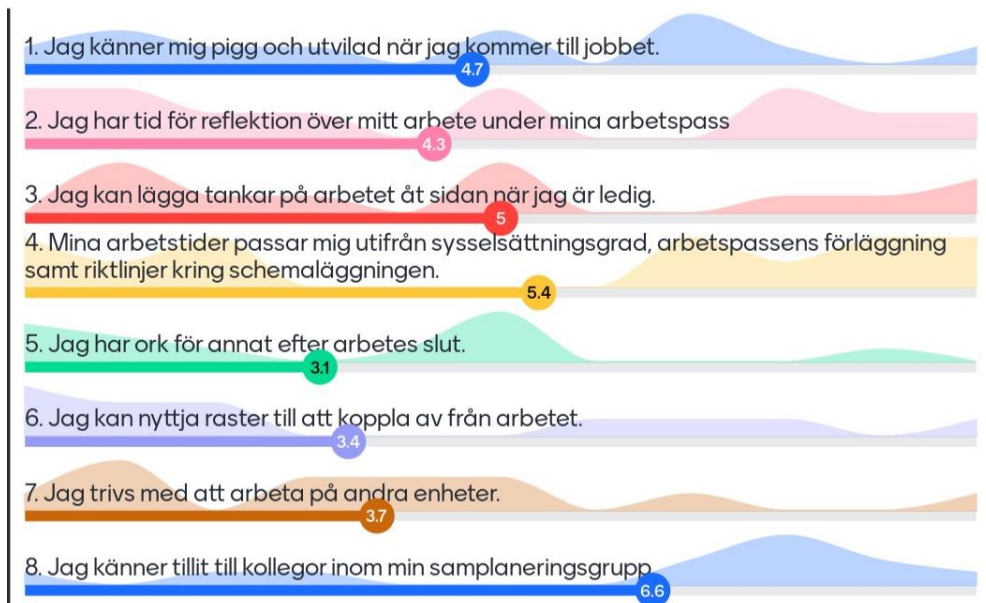 1. Jag känner mig pigg och utvilad när jag kommer till jobbet.
4.7
2. Jag har tid för reflektion över mitt arbete under mina arbetspass
4.3
3. Jag kan lägga tankar på arbetet åt sidan när jag är ledig.
5
4. Mina arbetstider passar mig utifrån sysselsättningsgrad, arbetspassens förläggning
samt riktlinjer kring schemaläggningen.
5.4
5. Jag har ork för annat efter arbetes slut.
3.1
6. Jag kan nyttja raster till att koppla av från arbetet.
3.4
7. Jag trivs med att arbeta på andra enheter.
3.7
8. Jag känner tillit till kollegor inom min samplaneringsgrupp
6.6